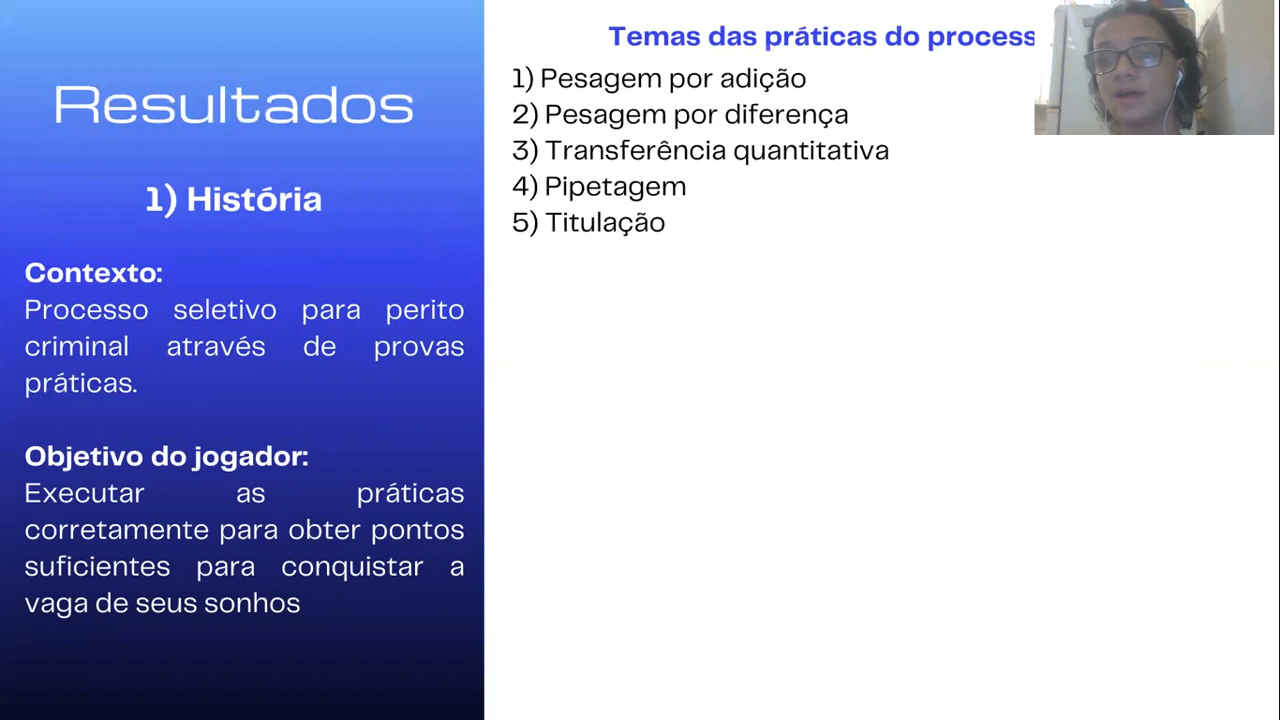 Resultados
1) História
Contexto:
Processo seletivo para perito
criminal através de provas
práticas.
Objetivo do jogador:
Executar as práticas
corretamente para obter pontos
suficientes para conquistar a
vaga de seus sonhos
Temas das práticas do process
1) Pesagem por adição
2) Pesagem por diferença
3) Transferência quantitativa
4) Pipetagem
5) Titulação